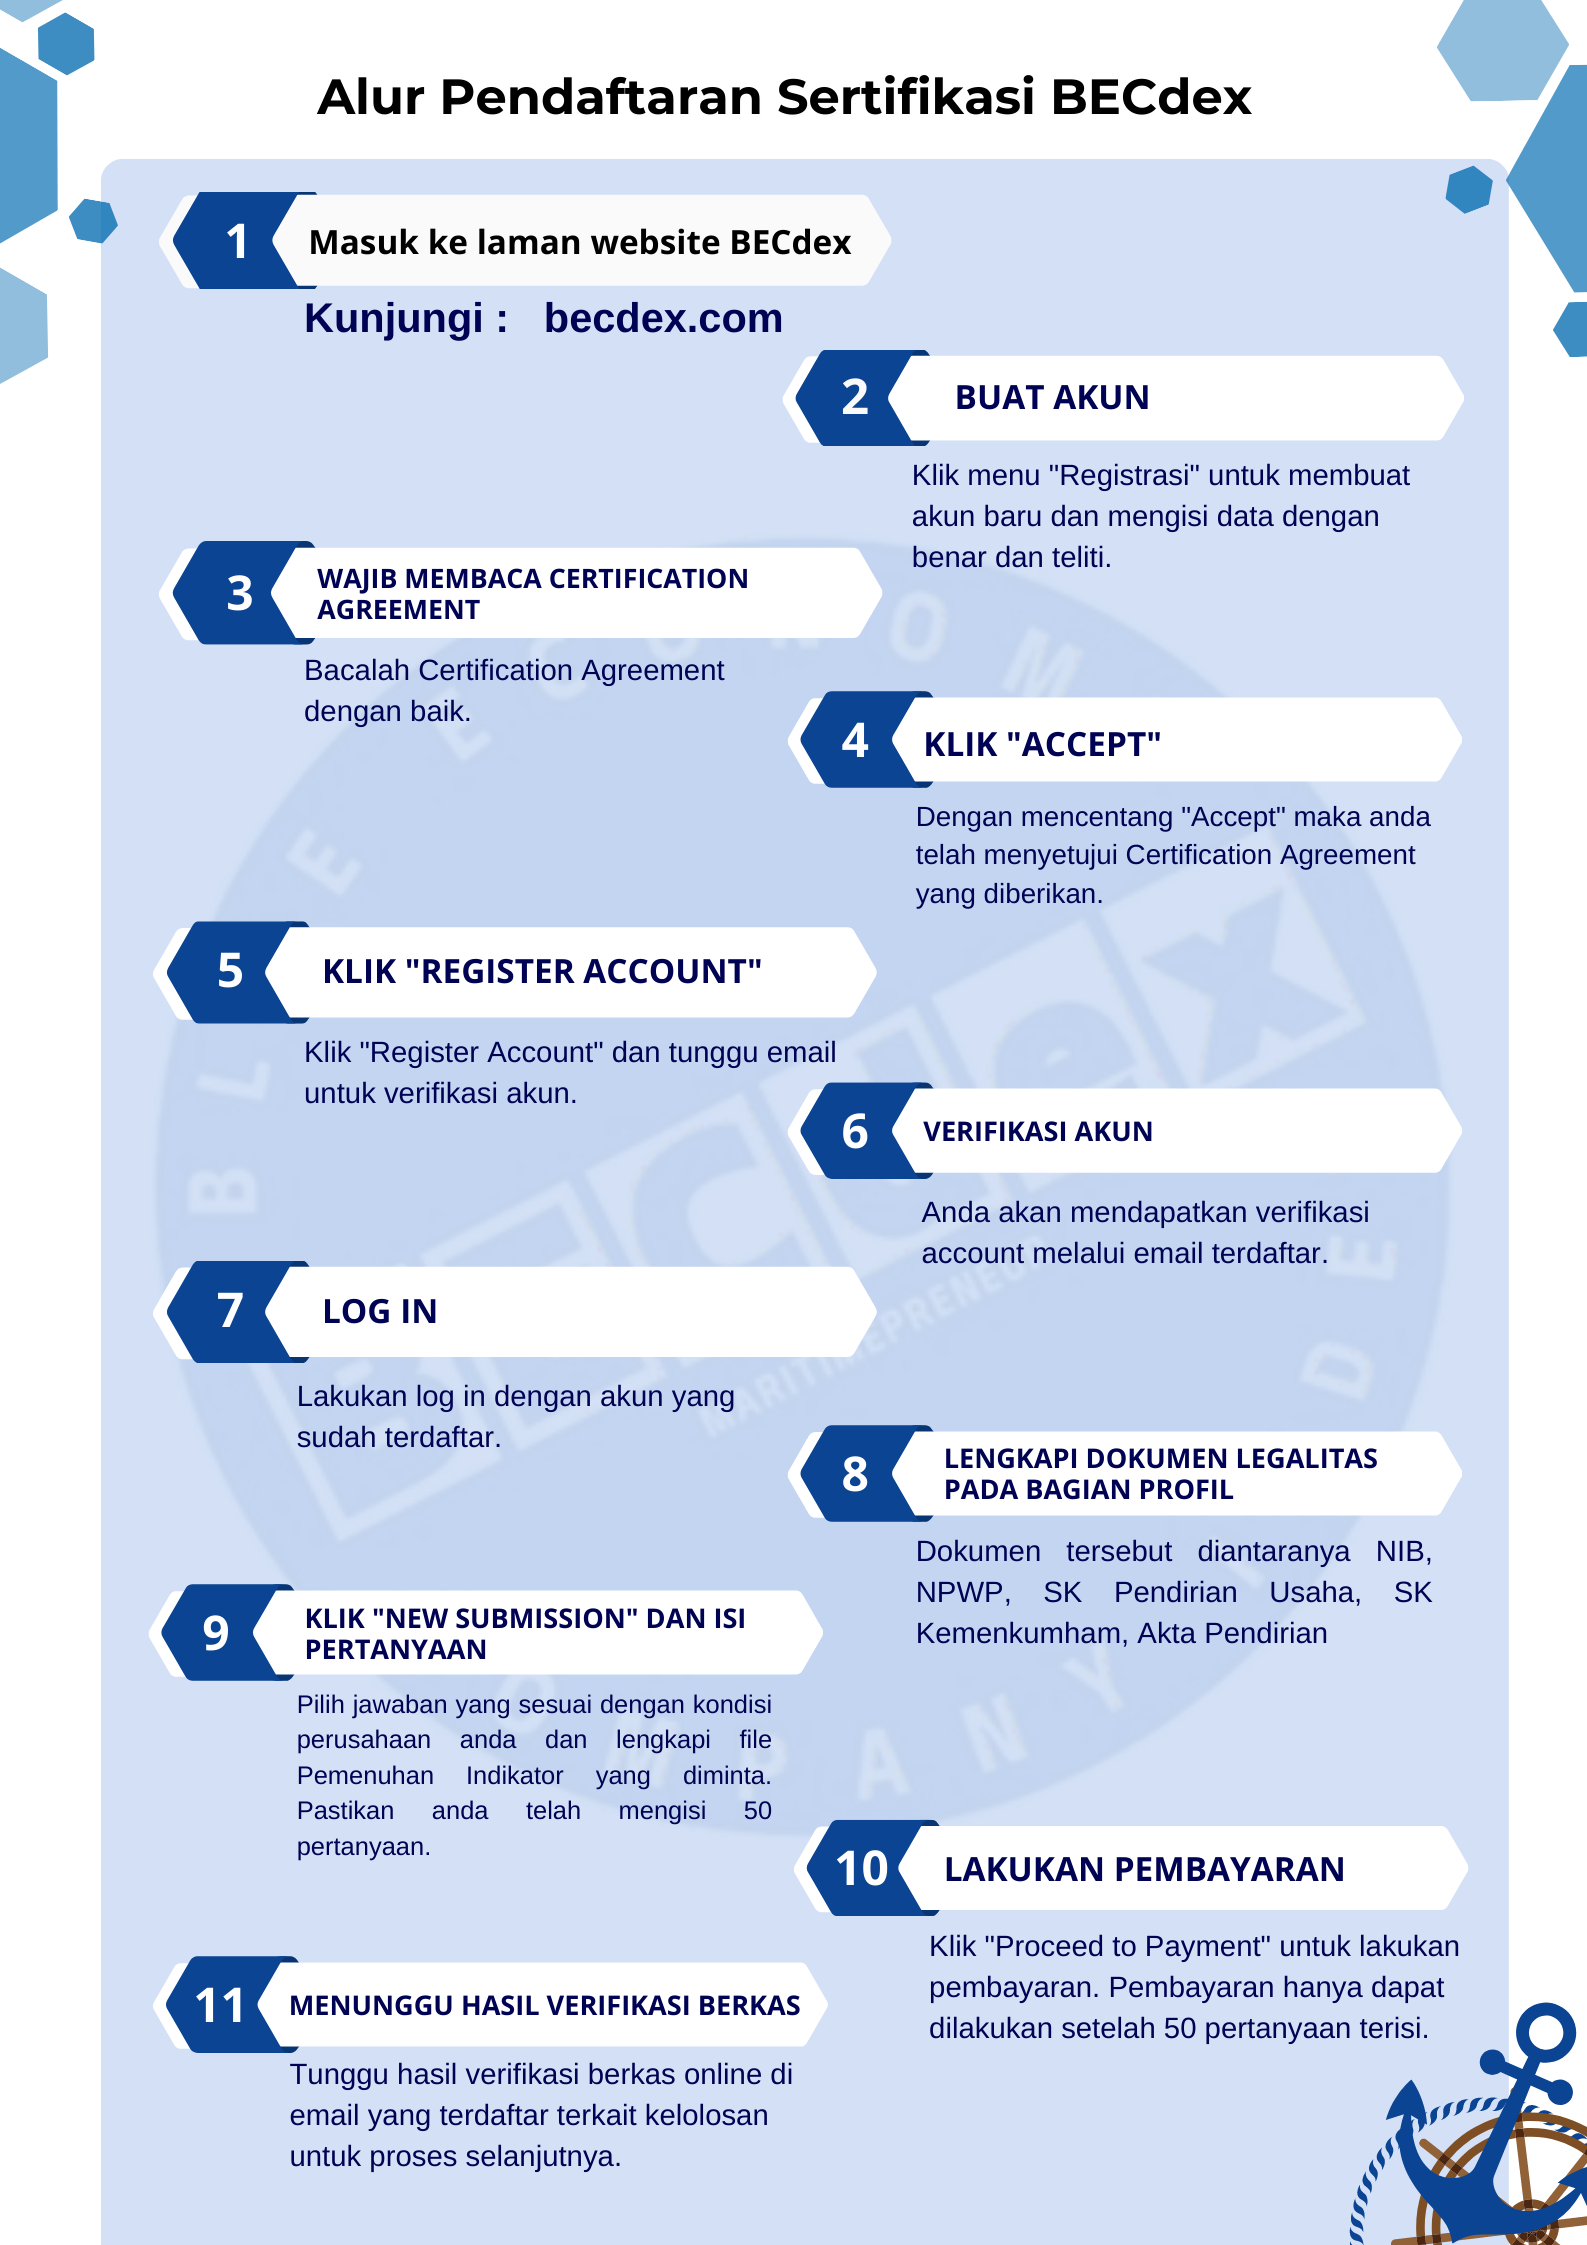 Alur Pendaftaran Sertifikasi BECdex
1
Masuk ke laman website BECdex
Kunjungi : becdex.com
2
BUAT AKUN
Klik menu "Registrasi" untuk membuat
akun baru dan mengisi data dengan
benar dan teliti.
3
WAJIB MEMBACA CERTIFICATION
AGREEMENT
Bacalah Certification Agreement
dengan baik.
4
KLIK "ACCEPT"
Dengan mencentang "Accept" maka anda
telah menyetujui Certification Agreement
yang diberikan.
5
KLIK "REGISTER ACCOUNT"
Klik "Register Account" dan tunggu email
untuk verifikasi akun.
6
VERIFIKASI AKUN
Anda akan mendapatkan verifikasi
account melalui email terdaftar.
7
LOG IN
Lakukan log in dengan akun yang
sudah terdaftar.
8
LENGKAPI DOKUMEN LEGALITAS
PADA BAGIAN PROFIL
Dokumen tersebut diantaranya NIB,
NPWP, SK Pendirian Usaha, SK
Kemenkumham, Akta Pendirian
9
KLIK "NEW SUBMISSION" DAN ISI
PERTANYAAN
Pilih jawaban yang sesuai dengan kondisi
perusahaan anda dan lengkapi file
Pemenuhan Indikator yang diminta.
Pastikan anda telah mengisi 50
pertanyaan.
10
LAKUKAN PEMBAYARAN
Klik "Proceed to Payment" untuk lakukan
pembayaran. Pembayaran hanya dapat
dilakukan setelah 50 pertanyaan terisi.
11
MENUNGGU HASIL VERIFIKASI BERKAS
Tunggu hasil verifikasi berkas online di
email yang terdaftar terkait kelolosan
untuk proses selanjutnya.